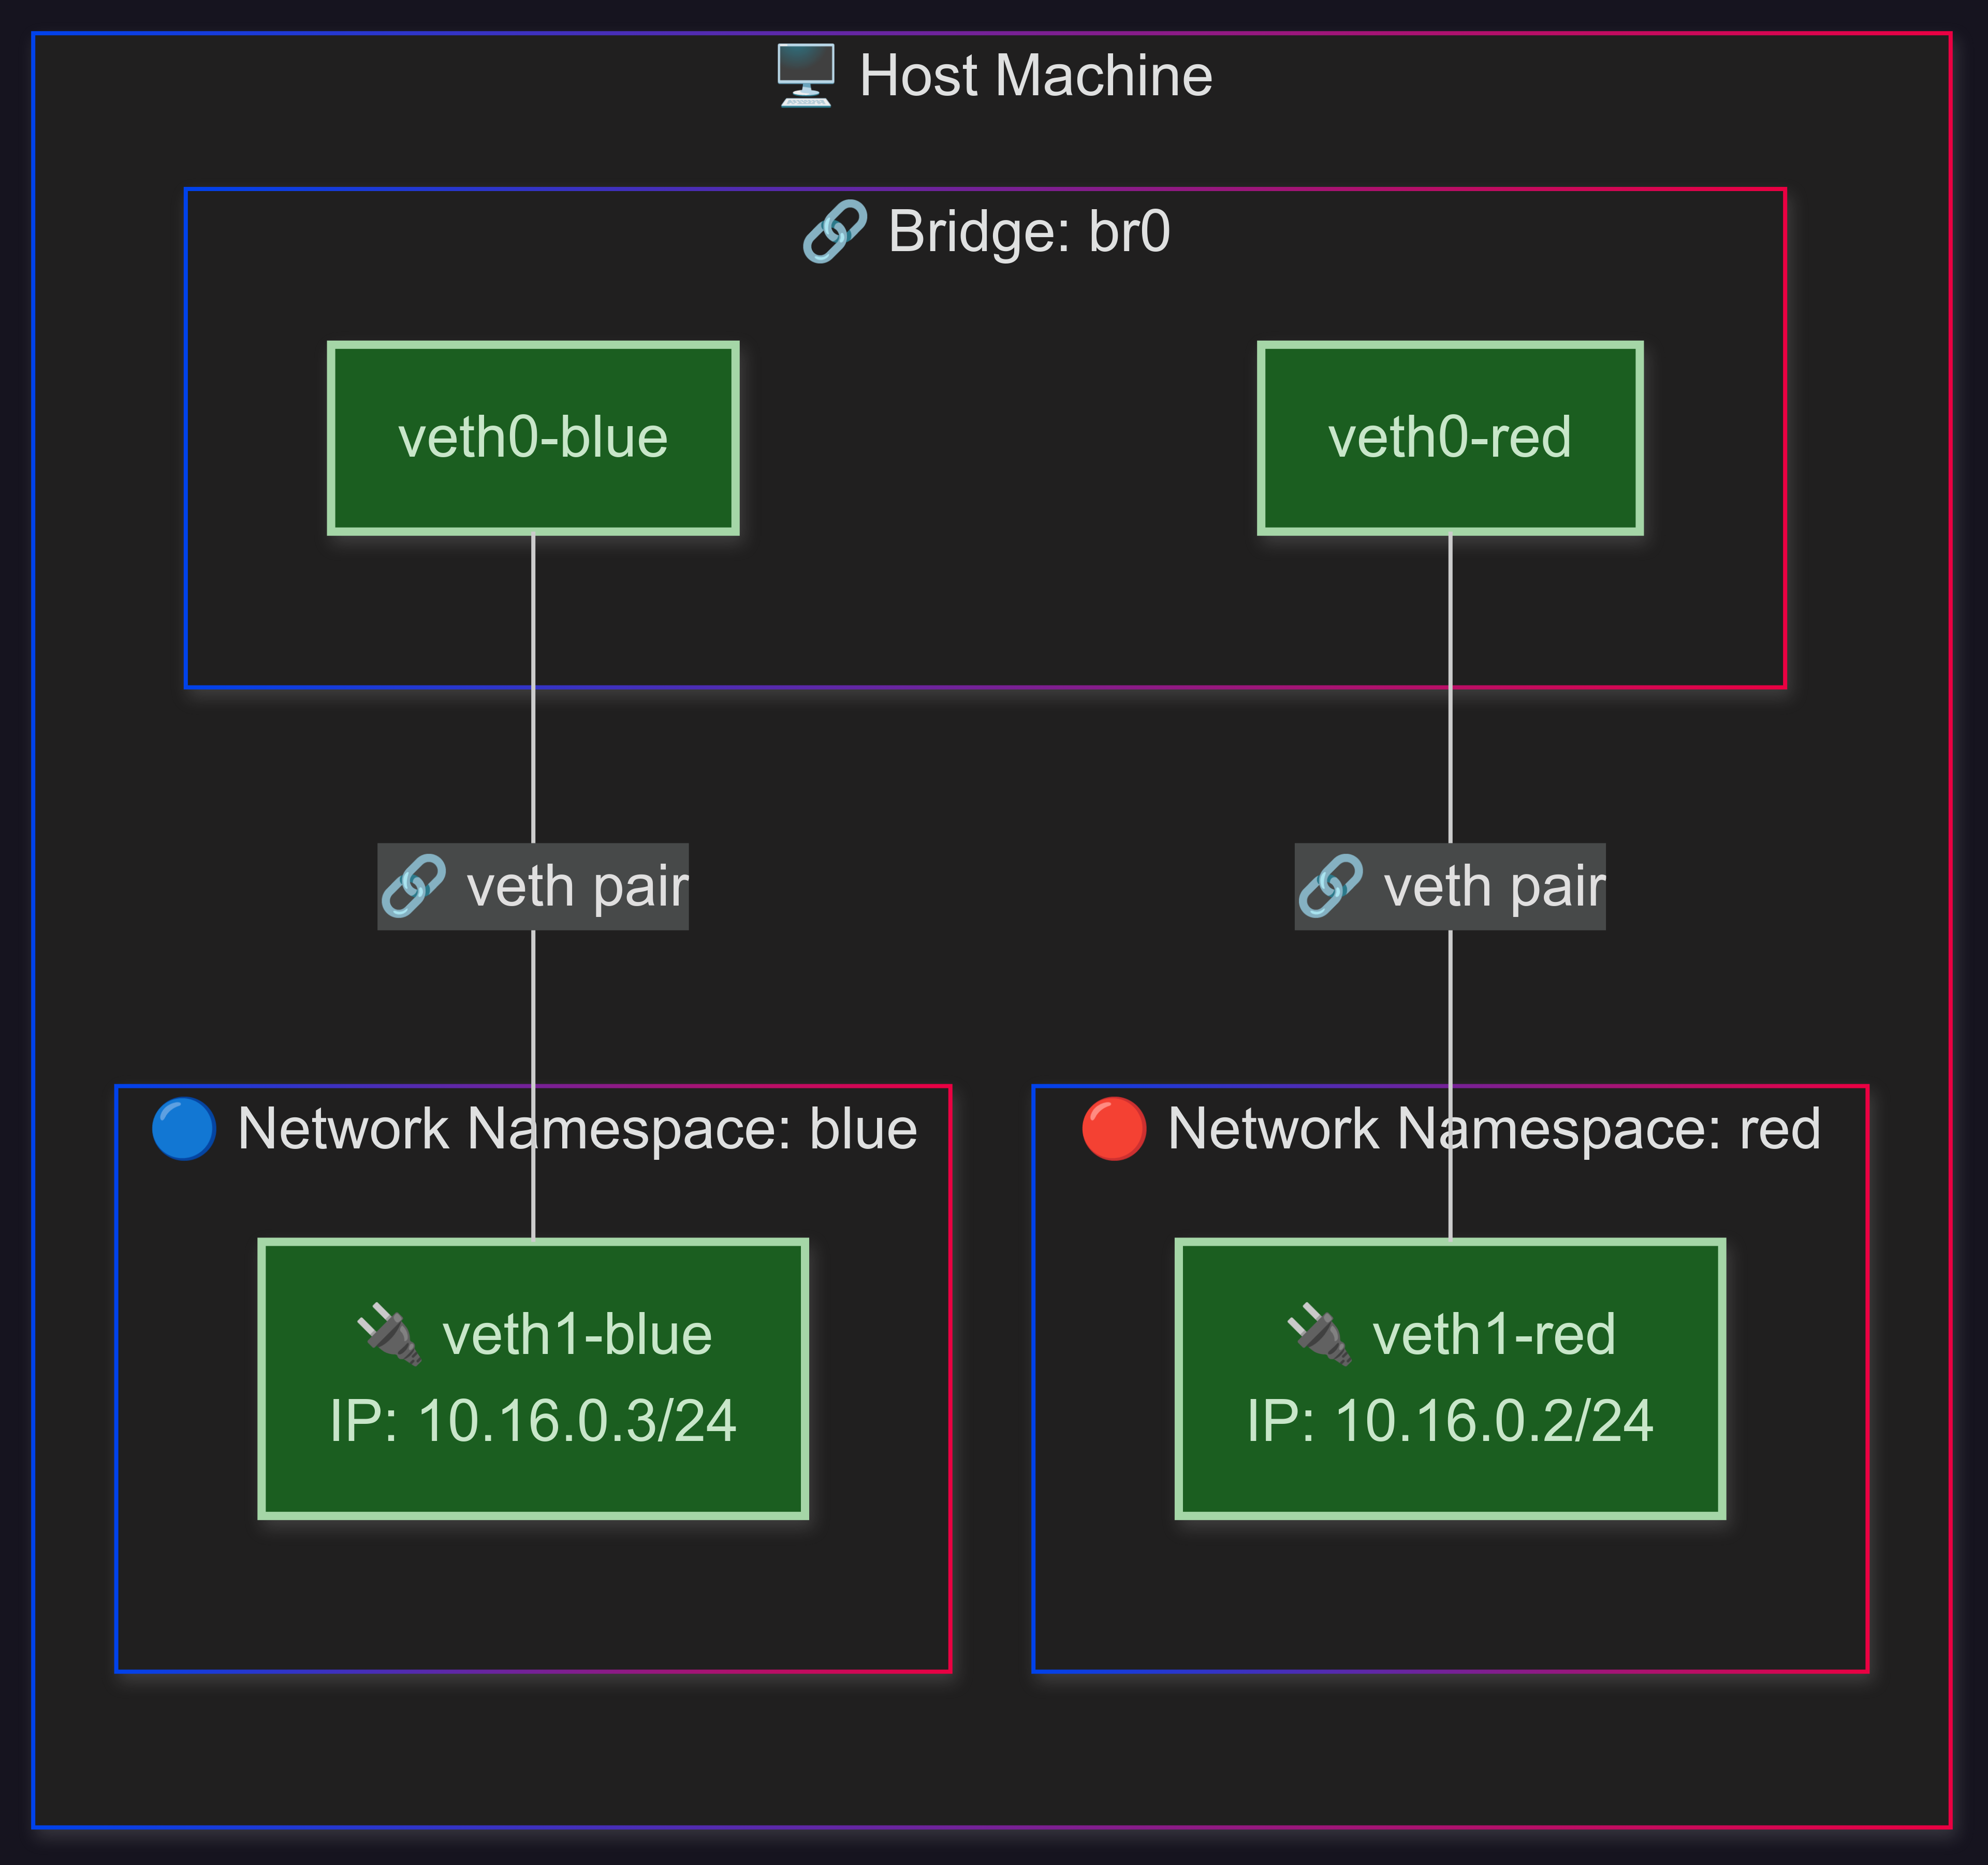 Host Machine
Bridge: br0
veth0-blue
veth0-red
veth pair
veth pair
Network Namespace: blue
Network Namespace: red
veth1-blue
IP: 10.16.0.3/24
veth1-red
IP: 10.16.0.2/24